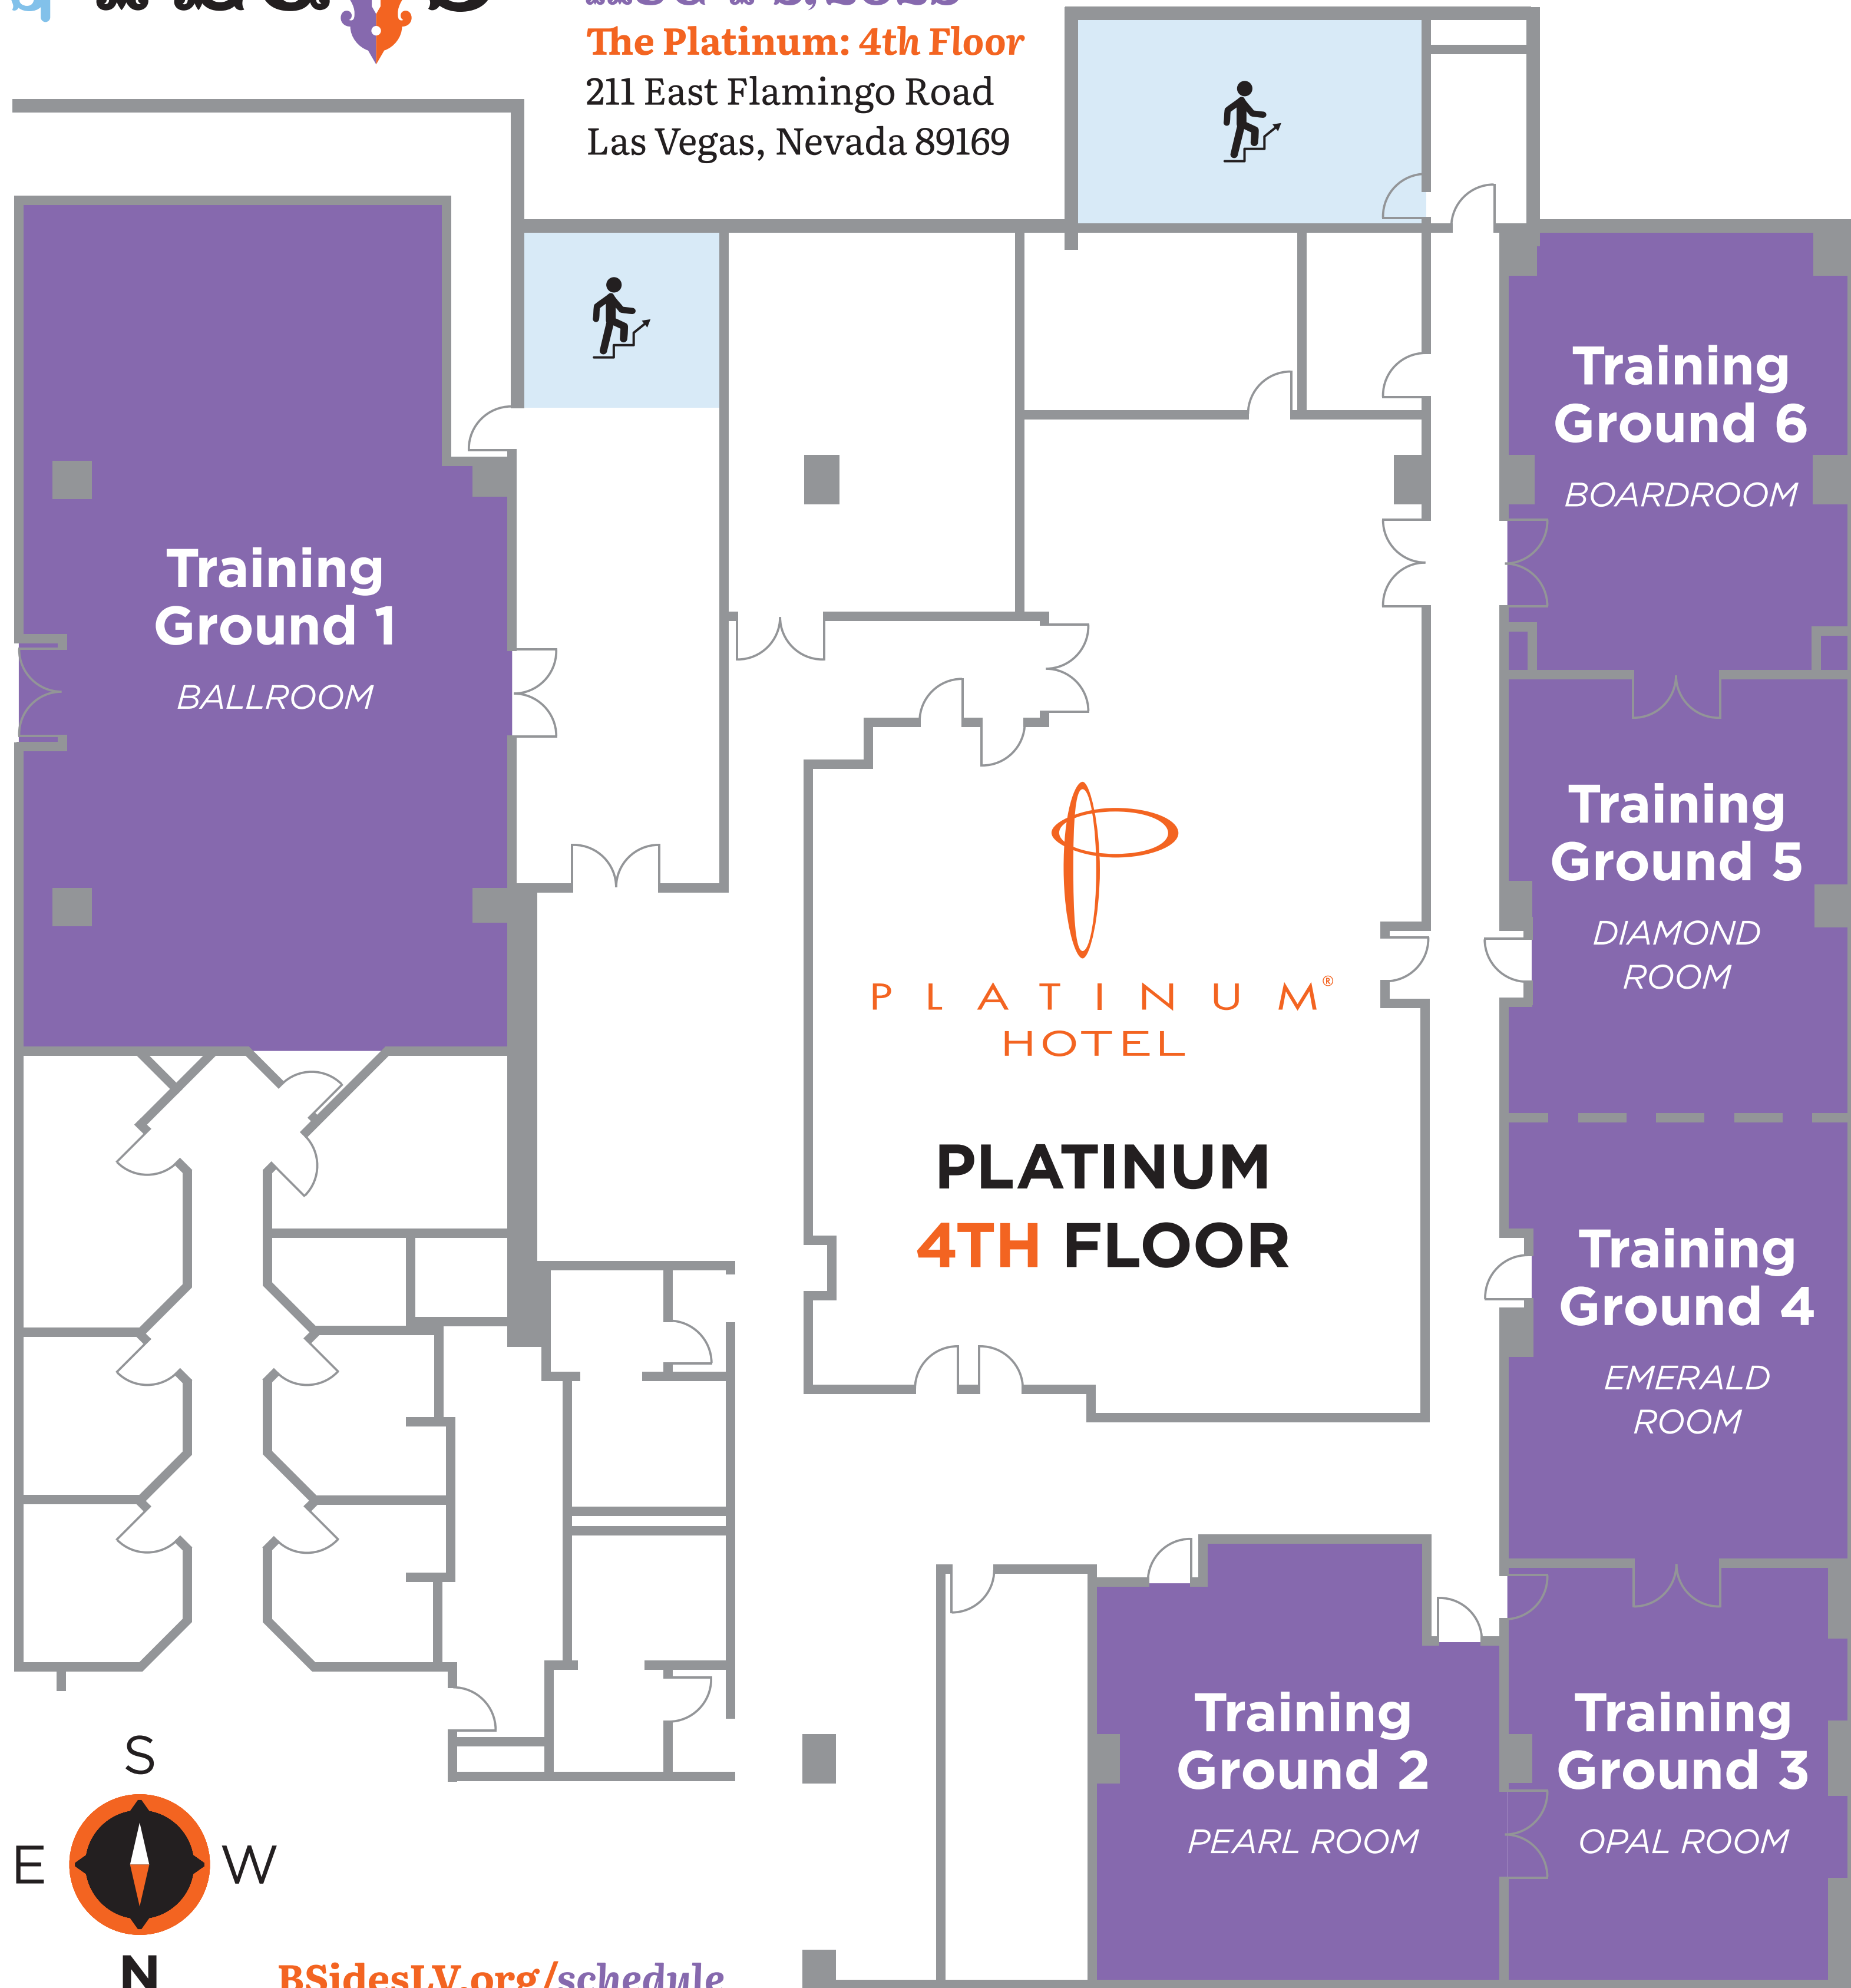 The Platinum: 4th Floor
211 East Flamingo Road
Las Vegas, Nevada 89169
Training
Ground 6
BOARDROOM
Training
Ground 1
BALLROOM
Training
Ground 5
DIAMOND
ROOM
PLATINUM®
HOTEL
PLATINUM
4TH FLOOR
Training
Ground 4
EMERALD
ROOM
Training
Ground 2
PEARL ROOM
Training
Ground 3
OPAL ROOM
S
E
W
N
BSidesLV.org/schedule